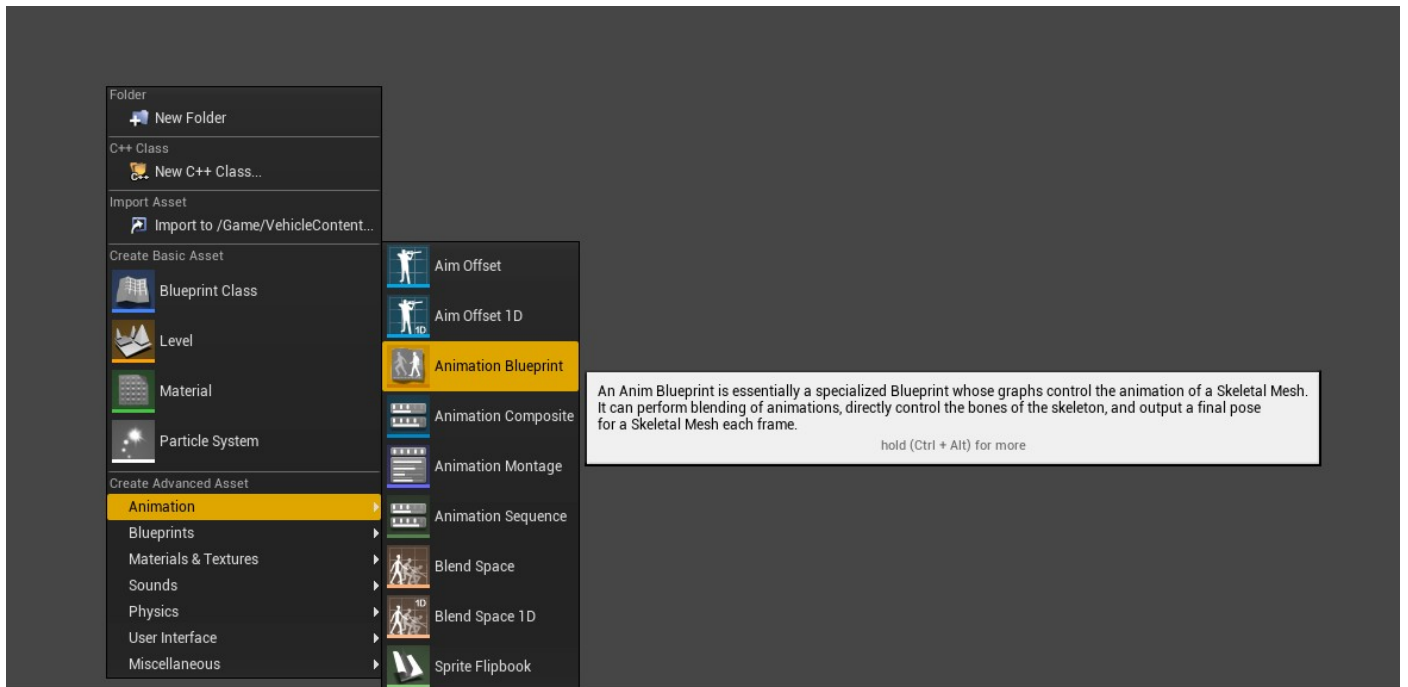 Folder
New Folder
C++ Class
New C++ Class...
Import Asset
Import to /Game/VehicleContent...
Create Basic Asset
Blueprint Class
Level
Material
Particle System
Create Advanced Asset
Animation
Blueprints
Materials & Textures
Sounds
Physics
User Interface
Miscellaneous
Aim Offset
1D
Aim Offset 1D
Animation Blueprint
Animation Composite
Animation Montage
Animation Sequence
Blend Space
1D
Blend Space 1D
Sprite Flipbook
An Anim Blueprint is essentially a specialized Blueprint whose graphs control the animation of a Skeletal Mesh.
It can perform blending of animations, directly control the bones of the skeleton, and output a final pose
for a Skeletal Mesh each frame.
hold (Ctrl + Alt) for more